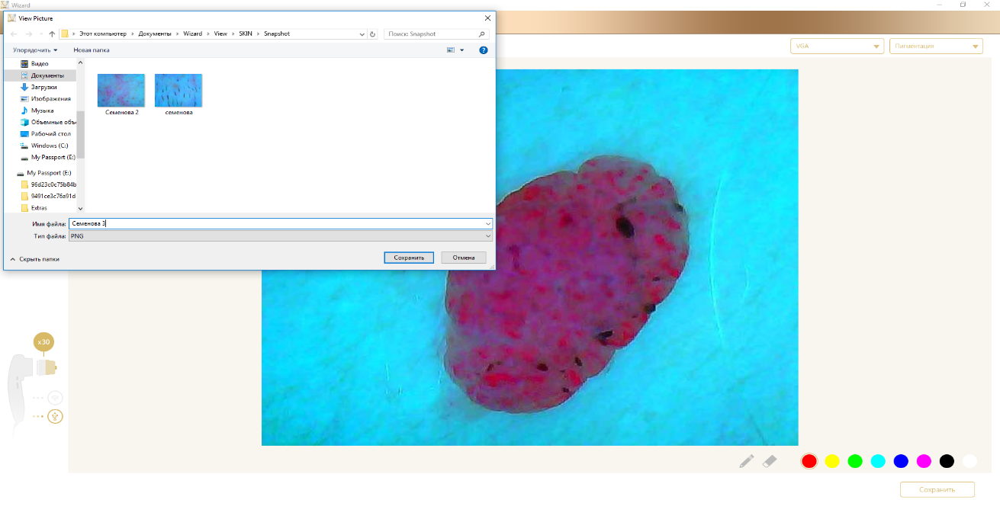 Wizard
View Picture
Этот компьютер › Документы › Wizard › View › SKIN › Snapshot
Поиск: Snapshot
Упорядочить
Новая папка
VGA
Пигментация
Видео
Документы
Загрузки
Изображения
Музыка
Объемные объ
Рабочий стол
Windows (C:)
My Passport (E:)
My Passport (E:)
96d23c0c75b84b
9491ce3c76a91d
Extras
Семенова 2
семенова
Имя файла: Семенова 3
Тип файла: PNG
Скрыть папки
Сохранить
Отмена
x30
Сохранить